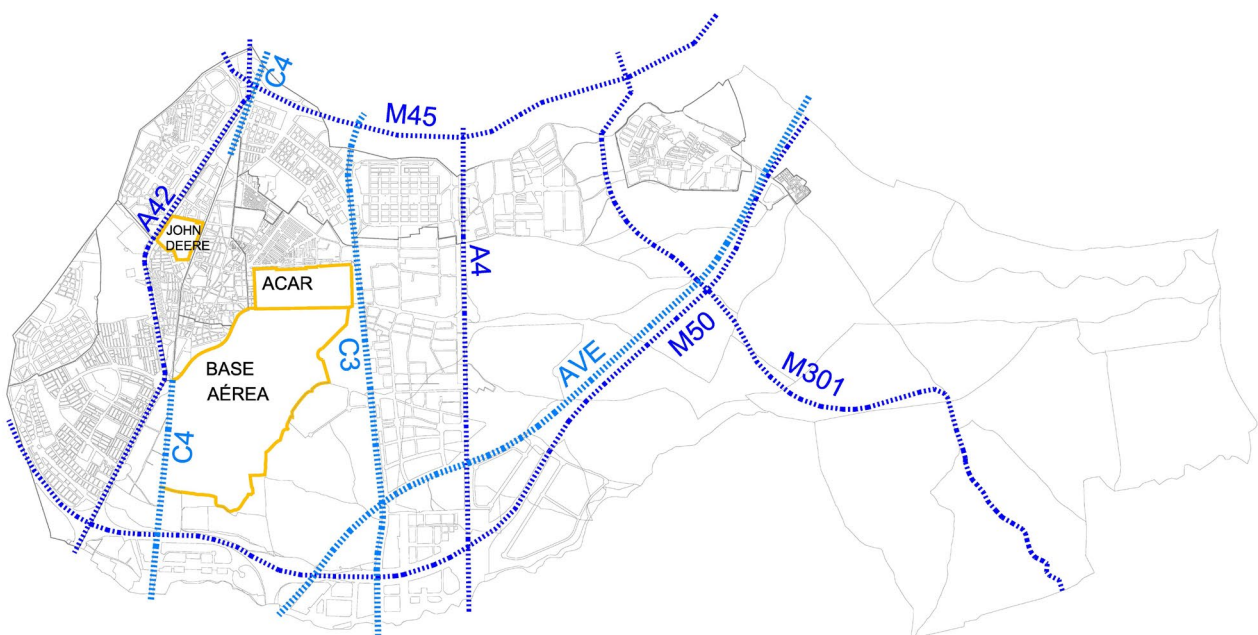 C4
M45
A42
JOHN
DEERE
A4
ACAR
M50
C3
AVE
BASE
AÉREA
M301
C4